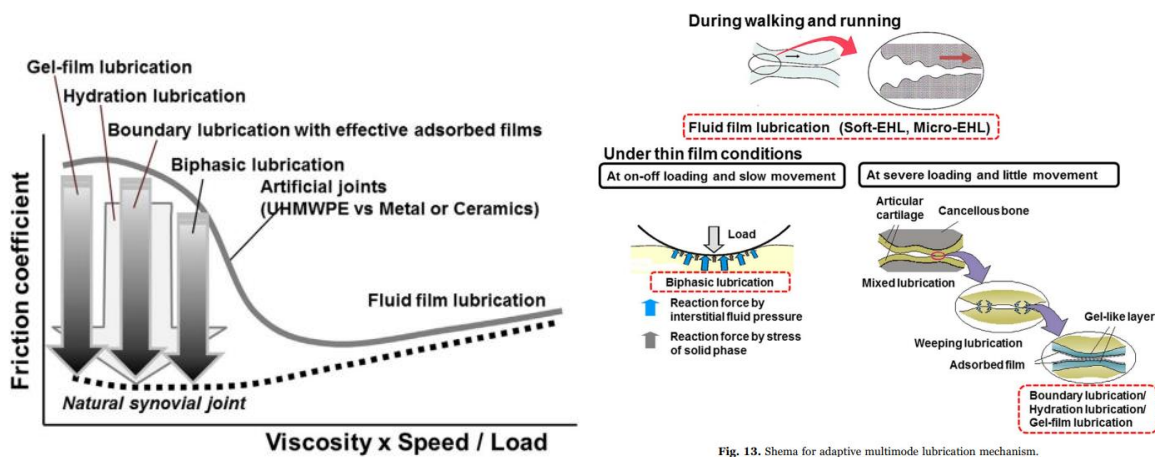 Gel-film lubrication
Hydration lubrication
Boundary lubrication with effective adsorbed films
Biphasic lubrication
Artificial joints
(UHMWPE vs Metal or Ceramics)
Fluid film lubrication
Natural synovial joint
Friction coefficient
Viscosity x Speed / Load
During walking and running
Fluid film lubrication (Soft-EHL, Micro-EHL)
Under thin film conditions
At on-off loading and slow movement
Load
Biphasic lubrication
Reaction force by
interstitial fluid pressure
Reaction force by stress
of solid phase
At severe loading and little movement
Articular
cartilage
Cancellous bone
Mixed lubrication
Gel-like layer
Weeping lubrication
Adsorbed film
Boundary lubrication/
Hydration lubrication/
Gel-film lubrication
Fig. 13. Shema for adaptive multimode lubrication mechanism.